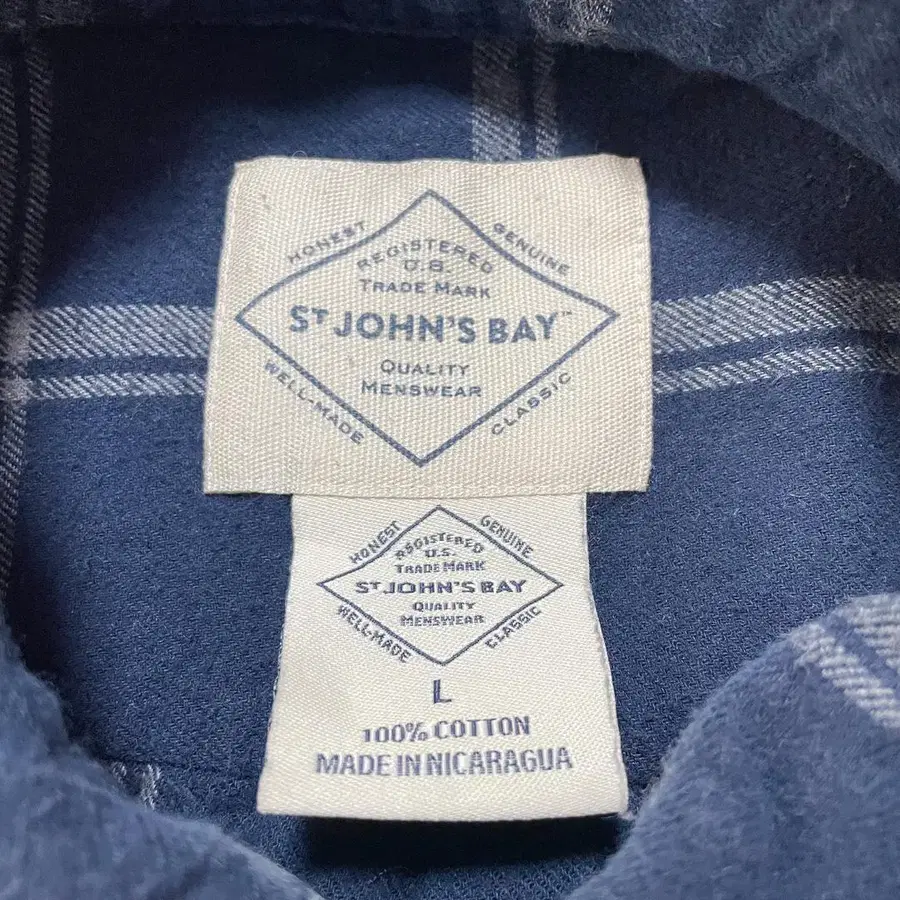 HONEST
GENUINE
REGISTERED
U.S.
TRADE MARK
ST JOHN'S BAY™
QUALITY
MENSWEAR
WELL-MADE
CLASSIC
HONEST
GENUINE
REGISTERED
U.S.
TRADE MARK
ST JOHN'S BAY
QUALITY
MENSWEAR
WELL-MADE
CLASSIC
L
100% COTTON
MADE IN NICARAGUA